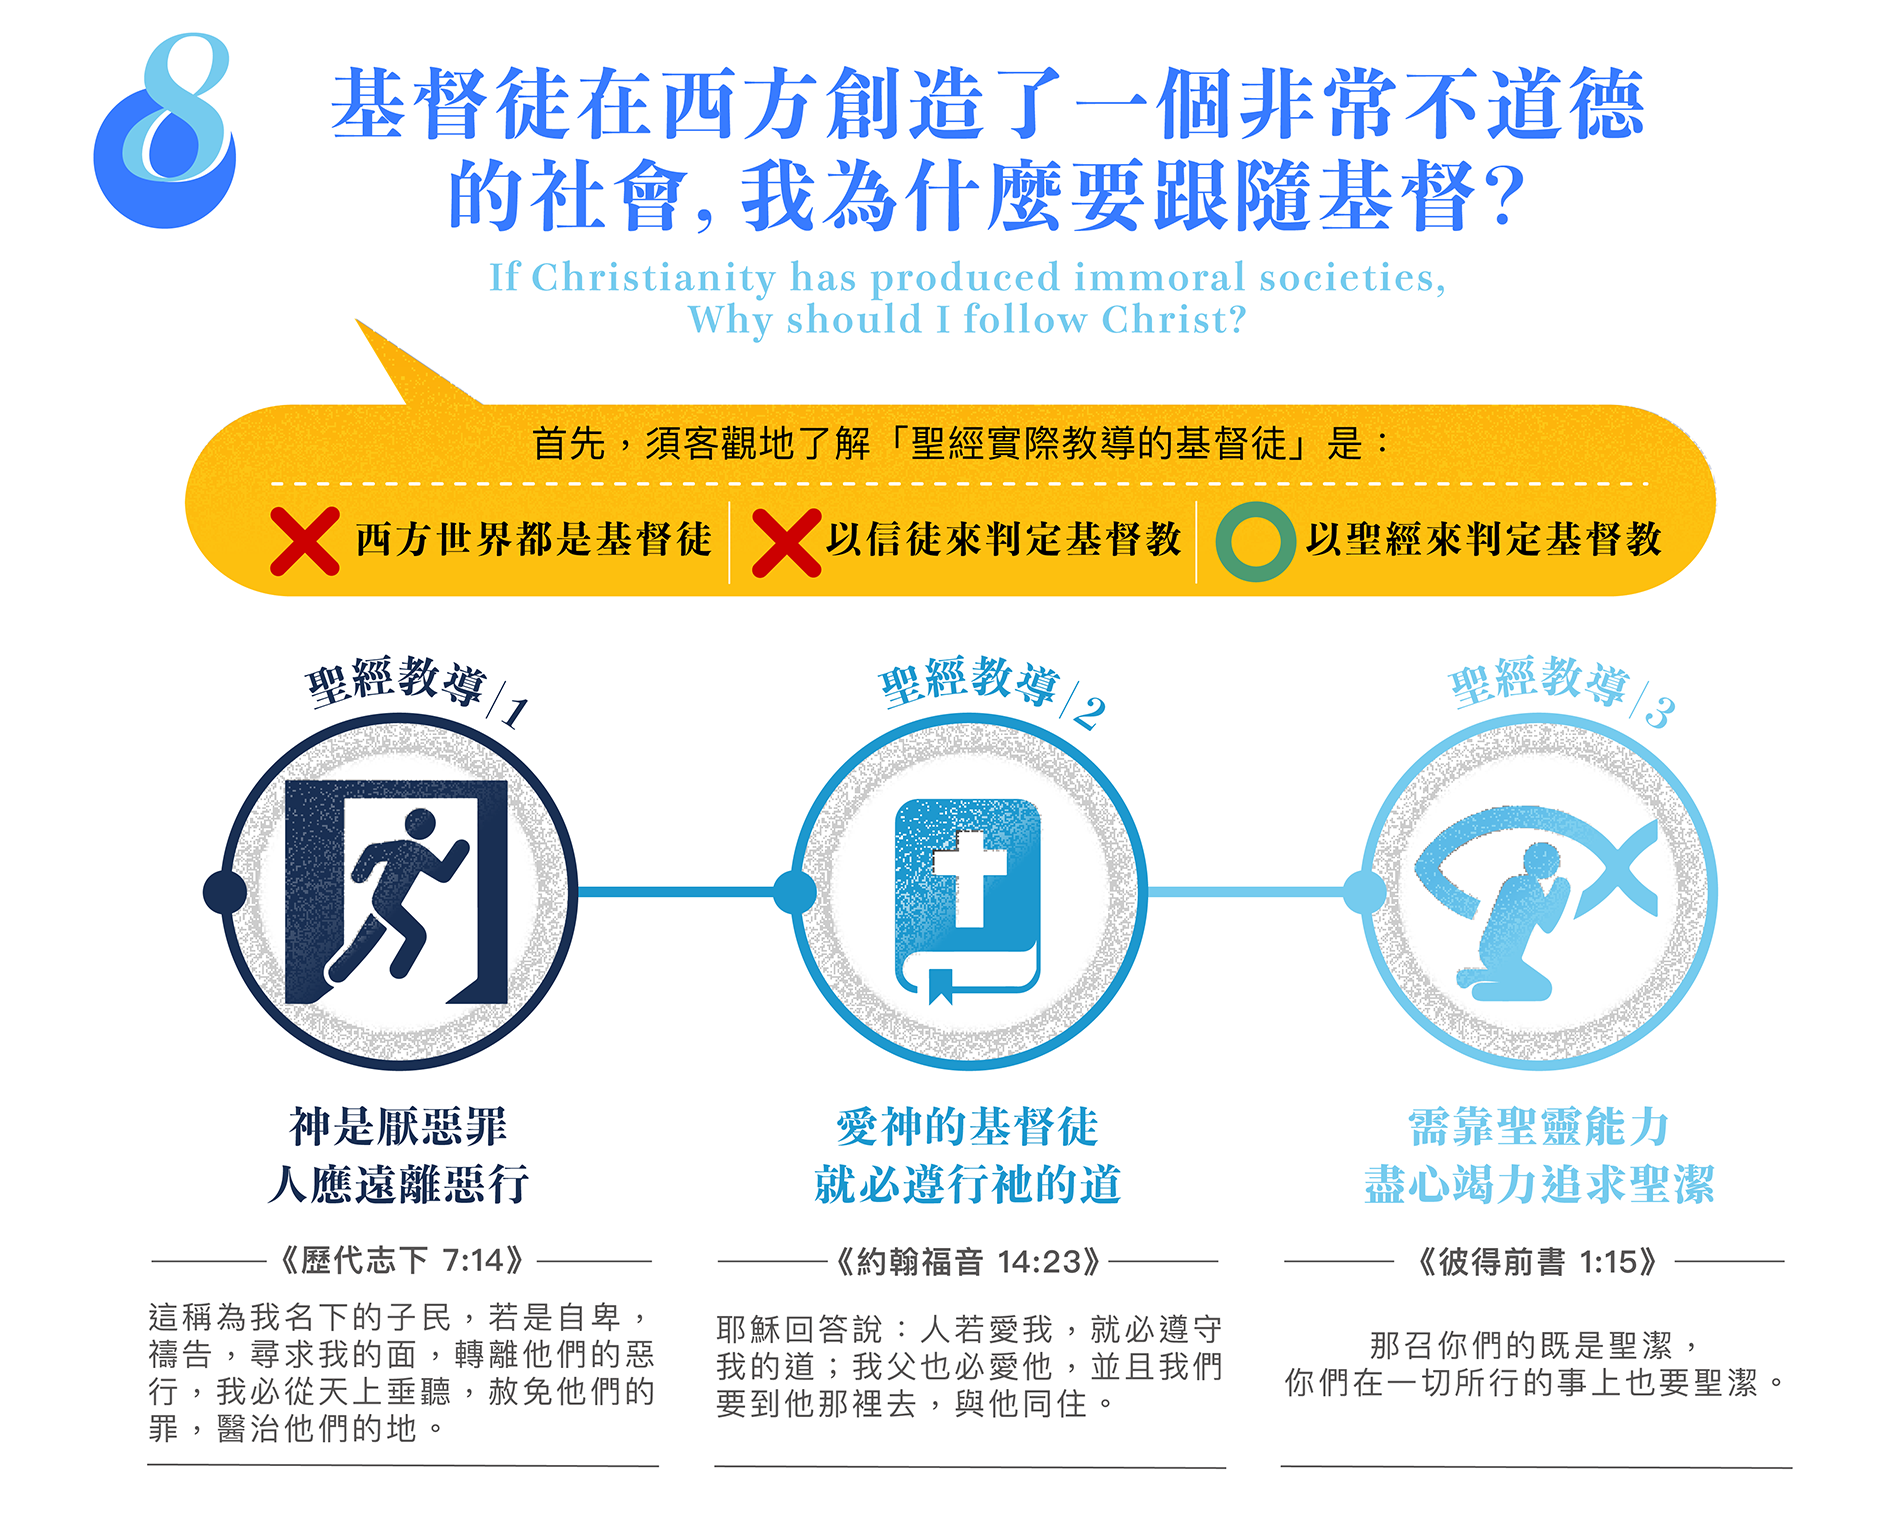 8
基督徒在西方創造了一個非常不道德
的社會, 我為什麼要跟隨基督?
If Christianity has produced immoral societies,
Why should I follow Christ?
首先，須客觀地了解「聖經實際教導的基督徒」是：
西方世界都是基督徒
以信徒來判定基督教
以聖經來判定基督教
聖經教導/1
神是厭惡罪
人應遠離惡行
《歷代志下 7:14》
這稱為我名下的子民，若是自卑，
禱告，尋求我的面，轉離他們的惡
行，我必從天上垂聽，赦免他們的
罪，醫治他們的地。
聖經教導/2
愛神的基督徒
就必遵行祂的道
《約翰福音 14:23》
耶穌回答說：人若愛我，就必遵守
我的道；我父也必愛他，並且我們
要到他那裡去，與他同住。
聖經教導/3
需靠聖靈能力
盡心竭力追求聖潔
《彼得前書 1:15》
那召你們的既是聖潔，
你們在一切所行的事上也要聖潔。